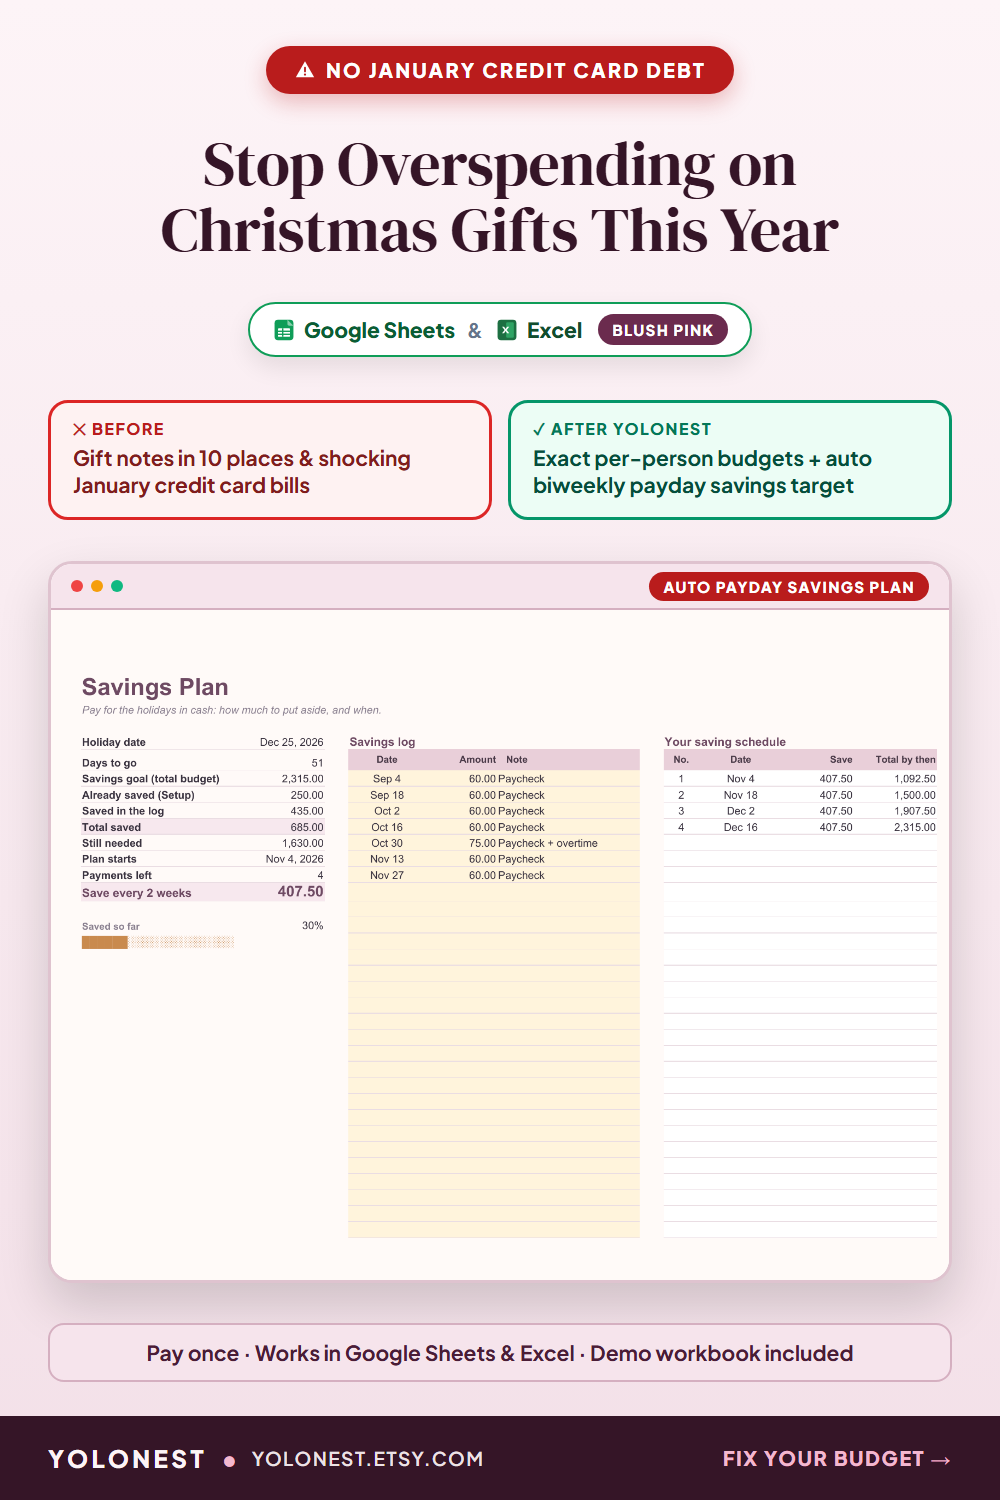 NO JANUARY CREDIT CARD DEBT
Stop Overspending on
Christmas Gifts This Year
Google Sheets & Excel BLUSH PINK
BEFORE
Gift notes in 10 places & shocking
January credit card bills
✓ AFTER YOLONEST
Exact per-person budgets + auto
biweekly payday savings target
AUTO PAYDAY SAVINGS PLAN
Savings Plan
Pay for the holidays in cash: how much to put aside, and when.
Holiday date Dec 25, 2026
Days to go 51
Savings goal (total budget) 2,315.00
Already saved (Setup) 250.00
Saved in the log 435.00
Total saved 685.00
Still needed 1,630.00
Plan starts Nov 4, 2026
Payments left 4
Save every 2 weeks 407.50
Saved so far 30%
Savings log
Date Amount Note
Sep 4 60.00 Paycheck
Sep 18 60.00 Paycheck
Oct 2 60.00 Paycheck
Oct 16 60.00 Paycheck
Oct 30 75.00 Paycheck + overtime
Nov 13 60.00 Paycheck
Nov 27 60.00 Paycheck
Your saving schedule
No. Date Save Total by then
1 Nov 4 407.50 1,092.50
2 Nov 18 407.50 1,500.00
3 Dec 2 407.50 1,907.50
4 Dec 16 407.50 2,315.00
Pay once · Works in Google Sheets & Excel · Demo workbook included
YOLONEST ● YOLONEST.ETSY.COM
FIX YOUR BUDGET →